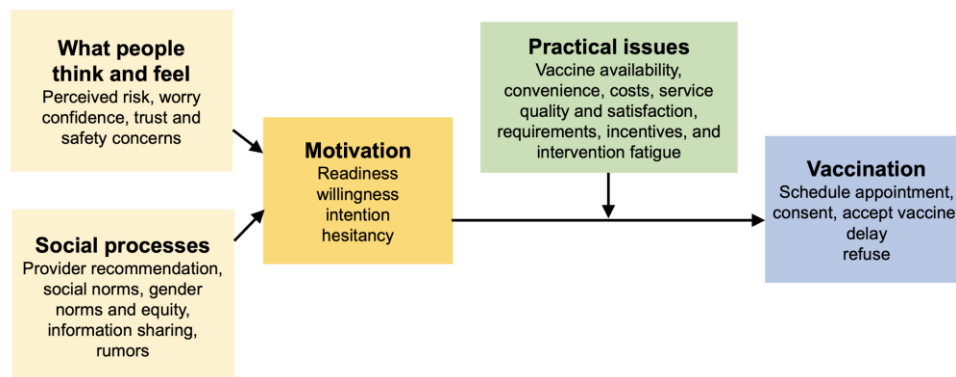 What people
think and feel
Perceived risk, worry
confidence, trust and
safety concerns
Social processes
Provider recommendation,
social norms, gender
norms and equity,
information sharing,
rumors
Motivation
Readiness
willingness
intention
hesitancy
Practical issues
Vaccine availability,
convenience, costs, service
quality and satisfaction,
requirements, incentives, and
intervention fatigue
Vaccination
Schedule appointment,
consent, accept vaccine
delay
refuse